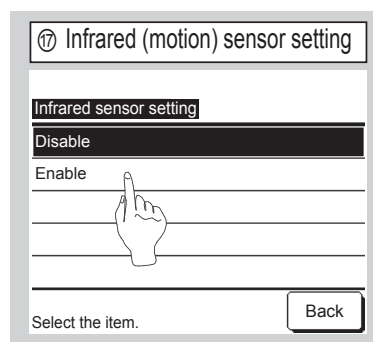 ⑰ Infrared (motion) sensor setting
Infrared sensor setting
Disable
Enable
Select the item.
Back